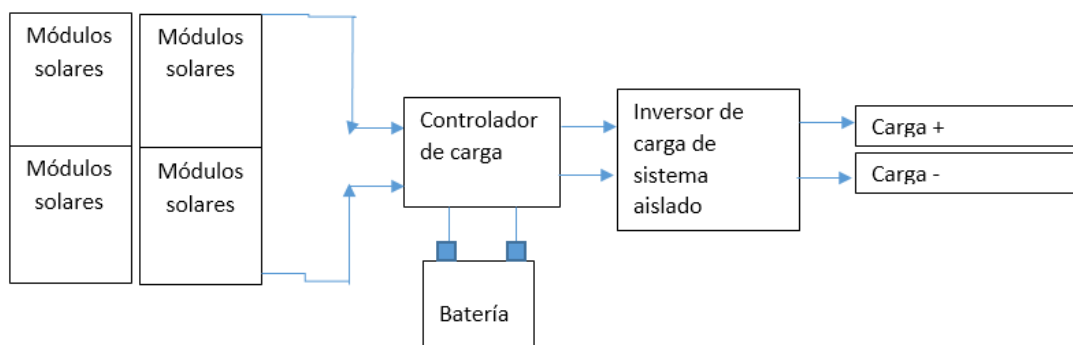 Módulos
solares
Módulos
solares
Módulos
solares
Módulos
solares
Controlador
de carga
Inversor de
carga de
sistema
aislado
Carga +
Carga -
Batería